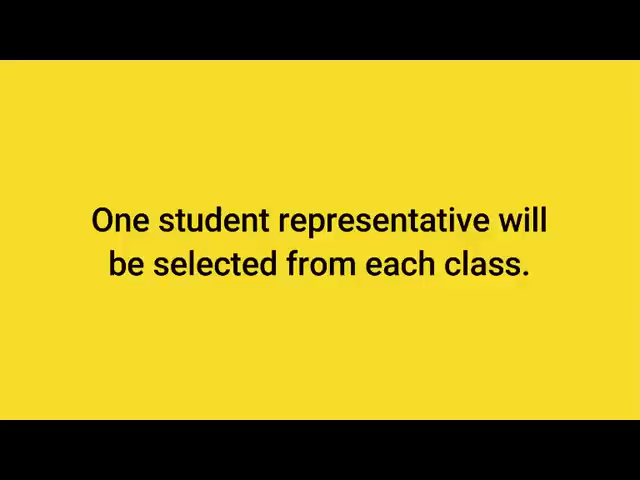 One student representative will
be selected from each class.